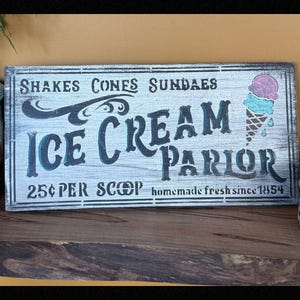 SHAKES CONES SUNDAES
ICE CREAM
PARLOR
25¢ PER SCOOP homemade fresh since 1854